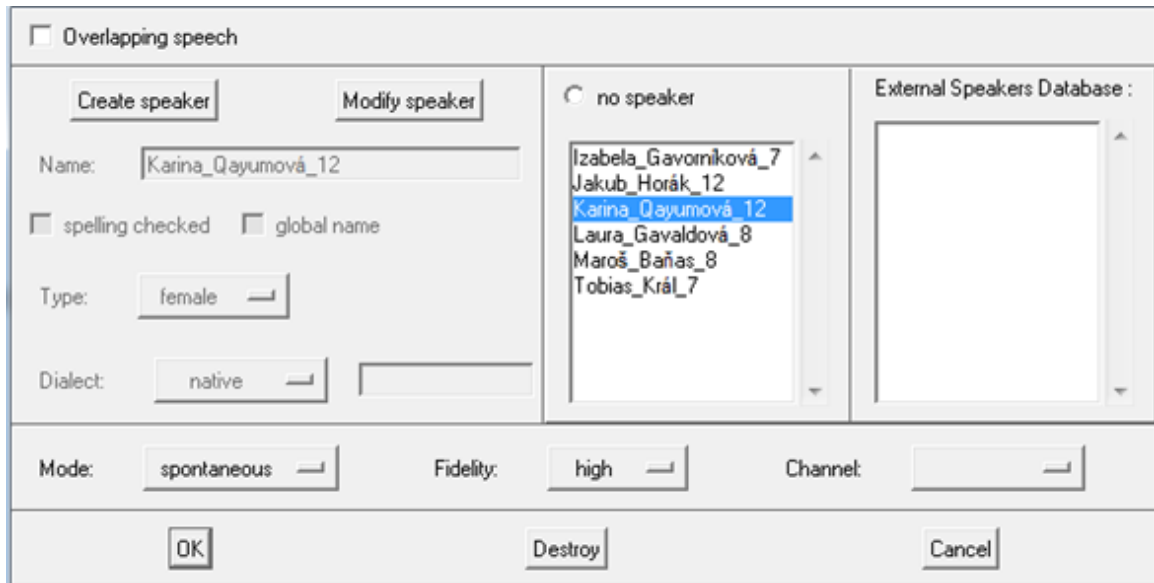 Overlapping speech
Create speaker
Modify speaker
Name:
Karina_Qayumová_12
spelling checked
global name
Type:
female
Dialect:
native
no speaker
Izabela_Gavorníková_7
Jakub_Horák_12
Karina_Qayumová_12
Laura_Gavaldová_8
Maroš_Baňas_8
Tobias_Král_7
External Speakers Database :
Mode:
spontaneous
Fidelity:
high
Channel:
OK
Destroy
Cancel